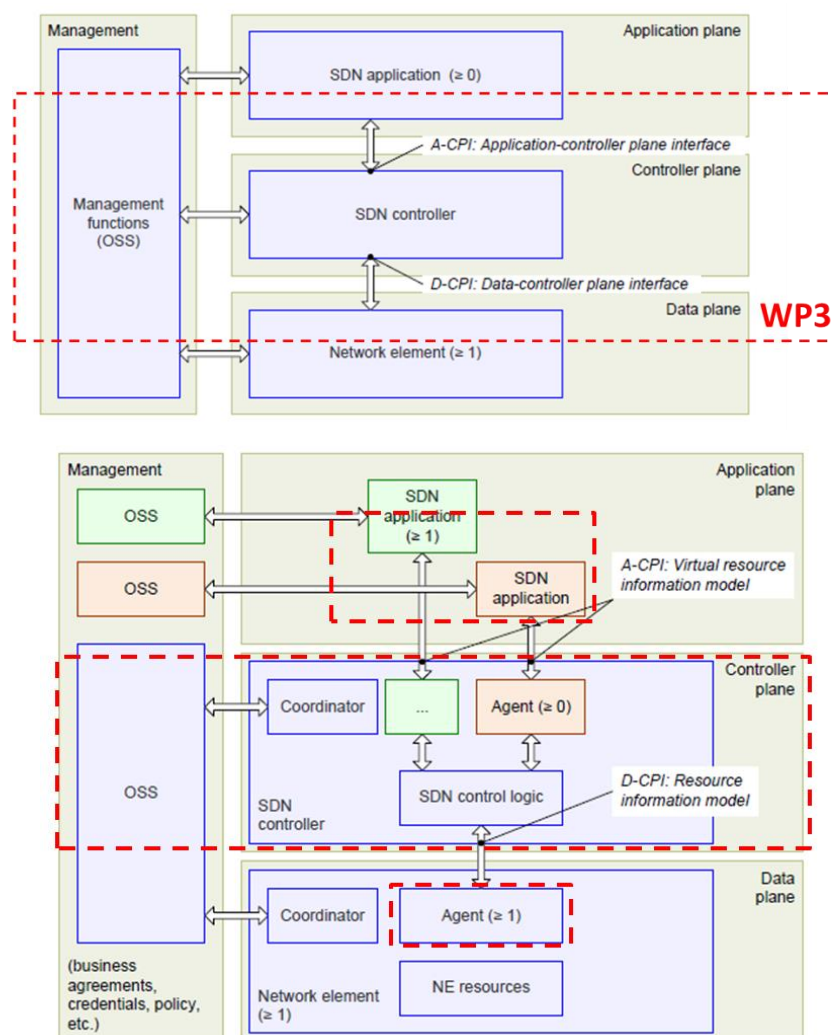 Management
Application plane
SDN application (≥ 0)
A-CPI: Application-controller plane interface
Controller plane
Management
functions
(OSS)
SDN controller
D-CPI: Data-controller plane interface
Data plane
WP3
Network element (≥ 1)
Management
Application
plane
OSS
SDN
application
(≥ 1)
A-CPI: Virtual resource
information model
OSS
SDN
application
Controller
plane
Coordinator
...
Agent (≥ 0)
OSS
SDN control logic
D-CPI: Resource
information model
SDN
controller
Data
plane
Coordinator
Agent (≥ 1)
(business
agreements,
credentials, policy,
etc.)
NE resources
Network element
(≥ 1)